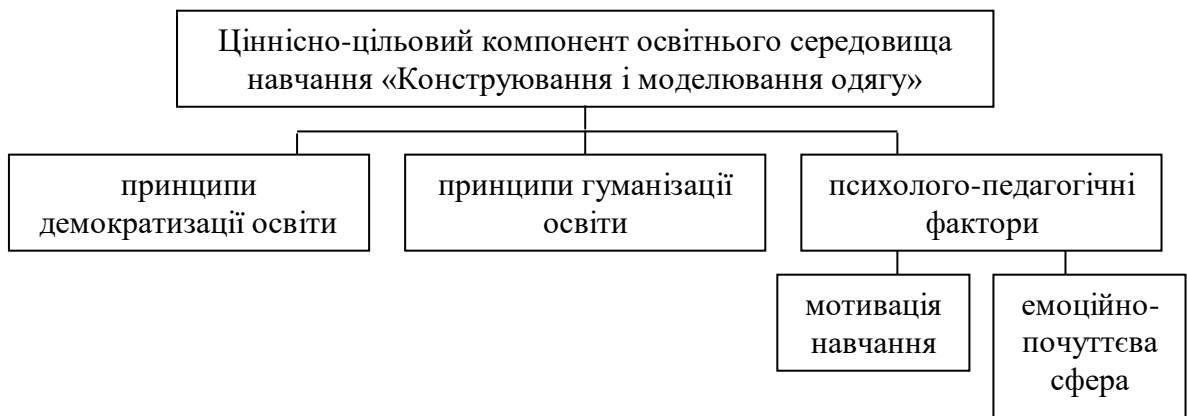 Ціннісно-цільовий компонент освітнього середовища
навчання «Конструювання і моделювання одягу»
принципи
демократизації освіти
принципи гуманізації
освіти
психолого-педагогічні
фактори
мотивація
навчання
емоційно-
почуттєва
сфера